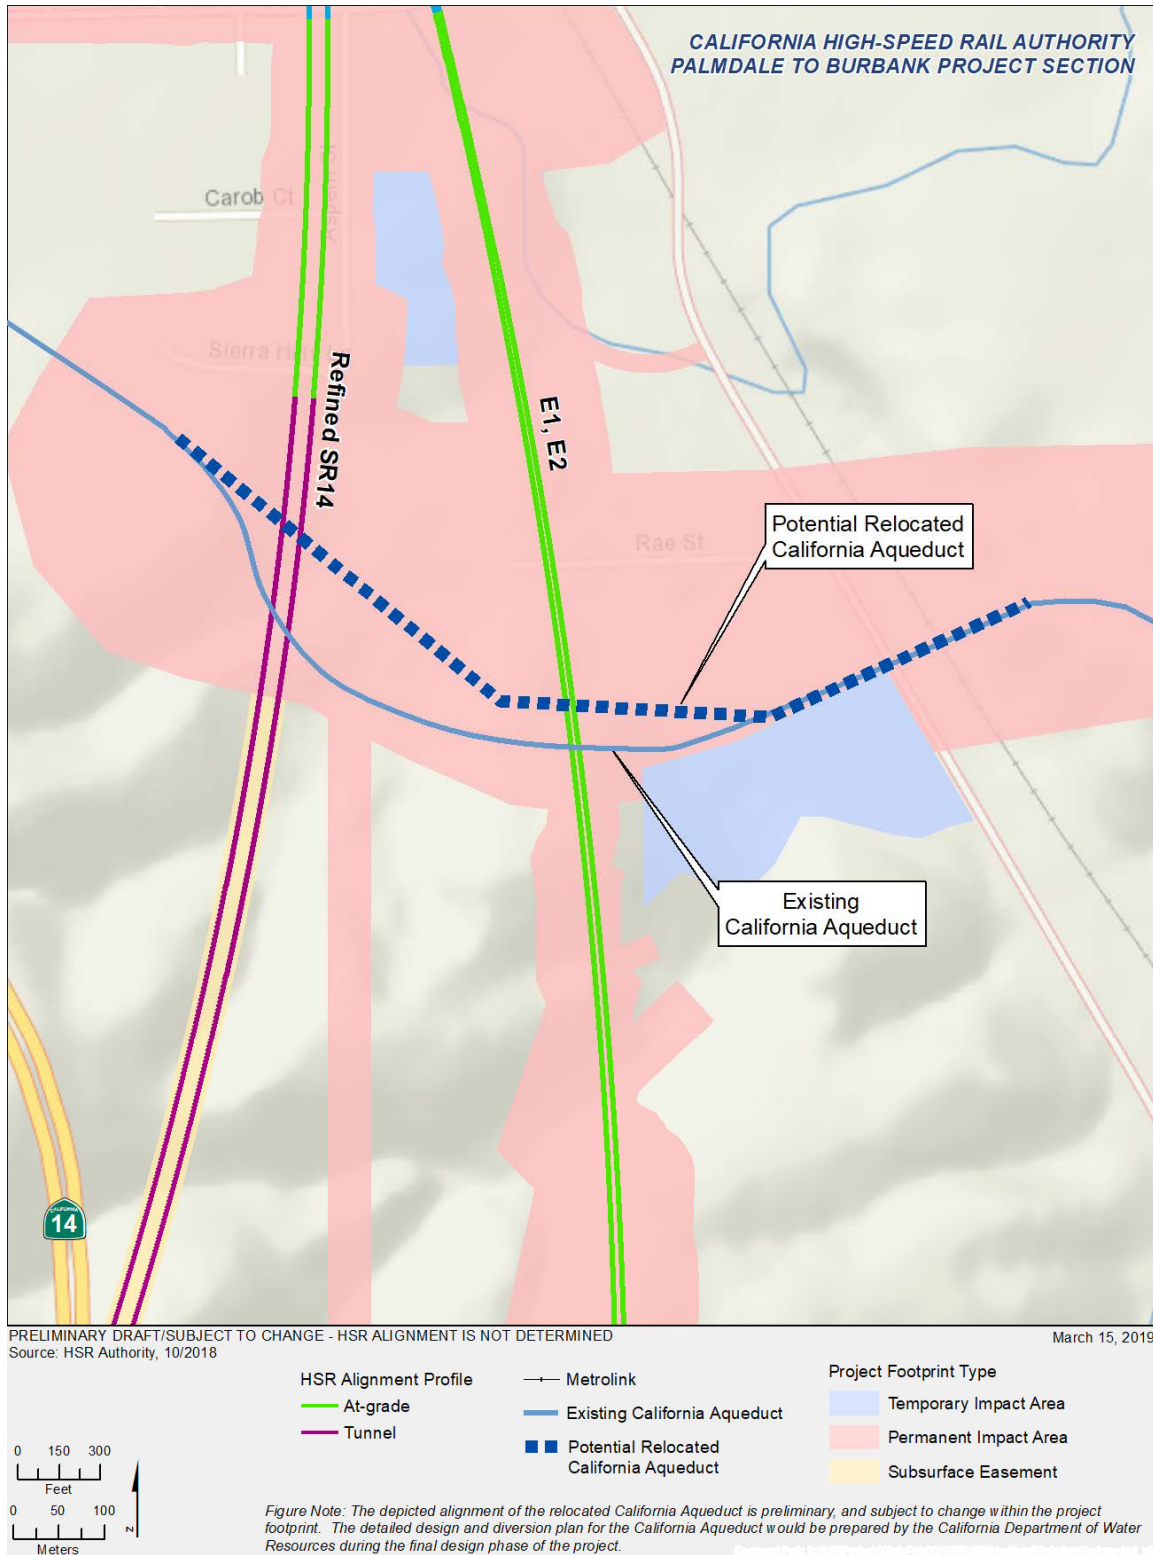 CALIFORNIA HIGH-SPEED RAIL AUTHORITY
PALMDALE TO BURBANK PROJECT SECTION
Carob Ct
Refined SR14
E1, E2
Potential Relocated
California Aqueduct
Rae St
Existing
California Aqueduct
CALIFORNIA
14
PRELIMINARY DRAFT/SUBJECT TO CHANGE - HSR ALIGNMENT IS NOT DETERMINED
March 15, 2019
Source: HSR Authority, 10/2018
HSR Alignment Profile
At-grade
Tunnel
Metrolink
Existing California Aqueduct
Potential Relocated
California Aqueduct
Project Footprint Type
Temporary Impact Area
Permanent Impact Area
Subsurface Easement
0 150 300
Feet
0 50 100
Meters
N
Figure Note: The depicted alignment of the relocated California Aqueduct is preliminary, and subject to change within the project
footprint. The detailed design and diversion plan for the California Aqueduct would be prepared by the California Department of Water
Resources during the final design phase of the project.
Sierra